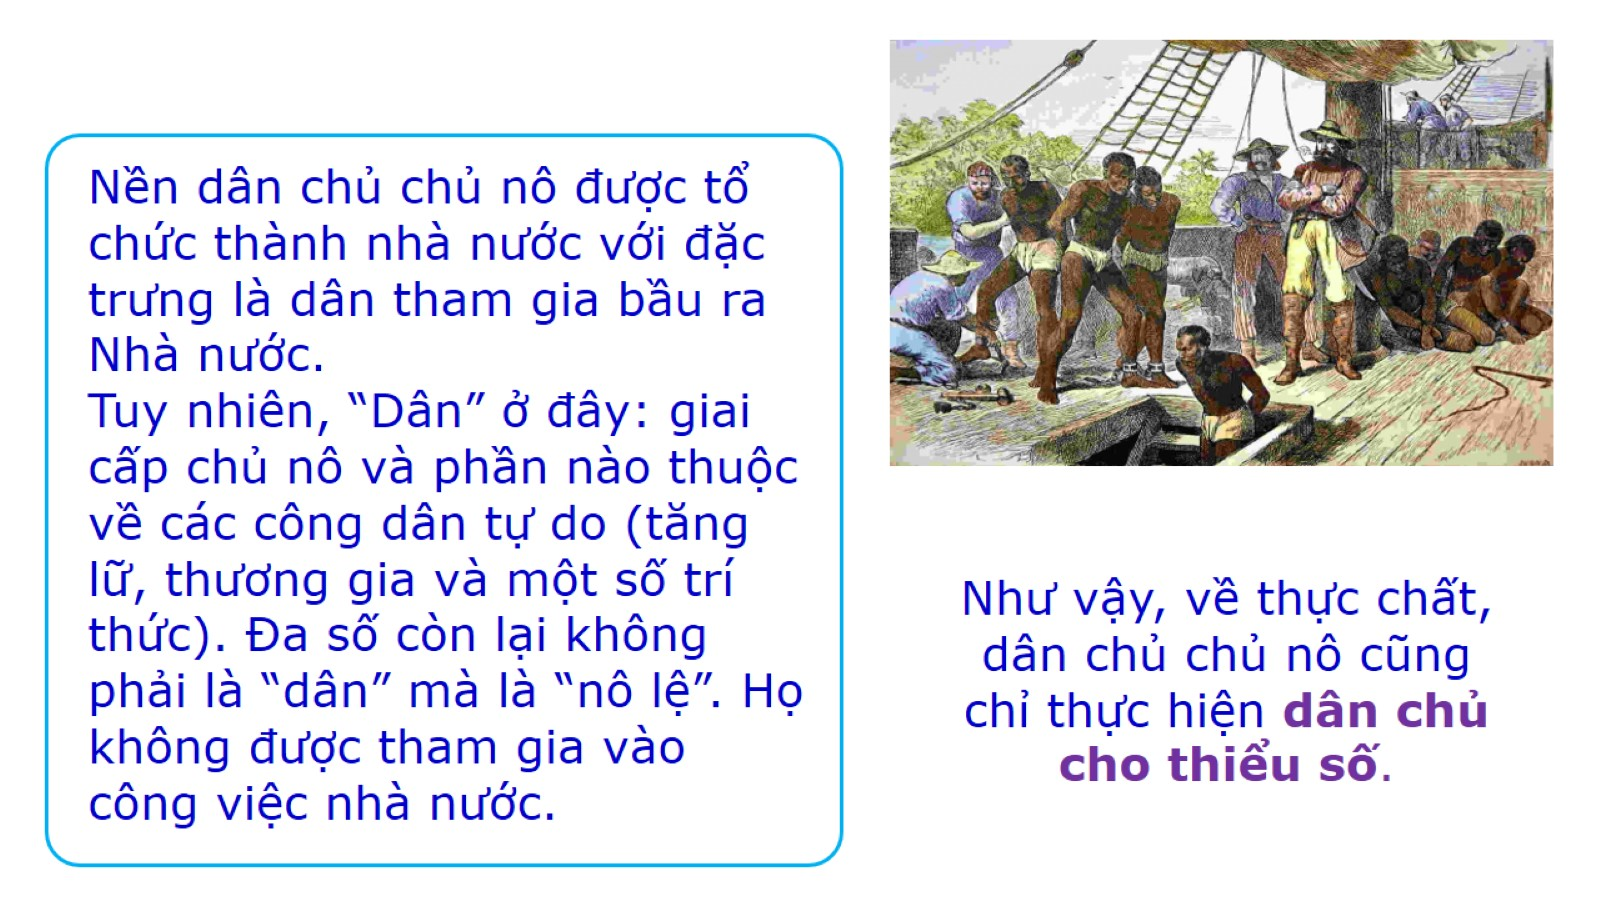 Nền dân chủ chủ nô được tổ
chức thành nhà nước với đặc
trưng là dân tham gia bầu ra
Nhà nước.
Tuy nhiên, “Dân” ở đây: giai
cấp chủ nô và phần nào thuộc
về các công dân tự do (tăng
lữ, thương gia và một số trí
thức). Đa số còn lại không
phải là “dân” mà là “nô lệ”. Họ
không được tham gia vào
công việc nhà nước.
Như vậy, về thực chất,
dân chủ chủ nô cũng
chỉ thực hiện dân chủ
cho thiểu số.